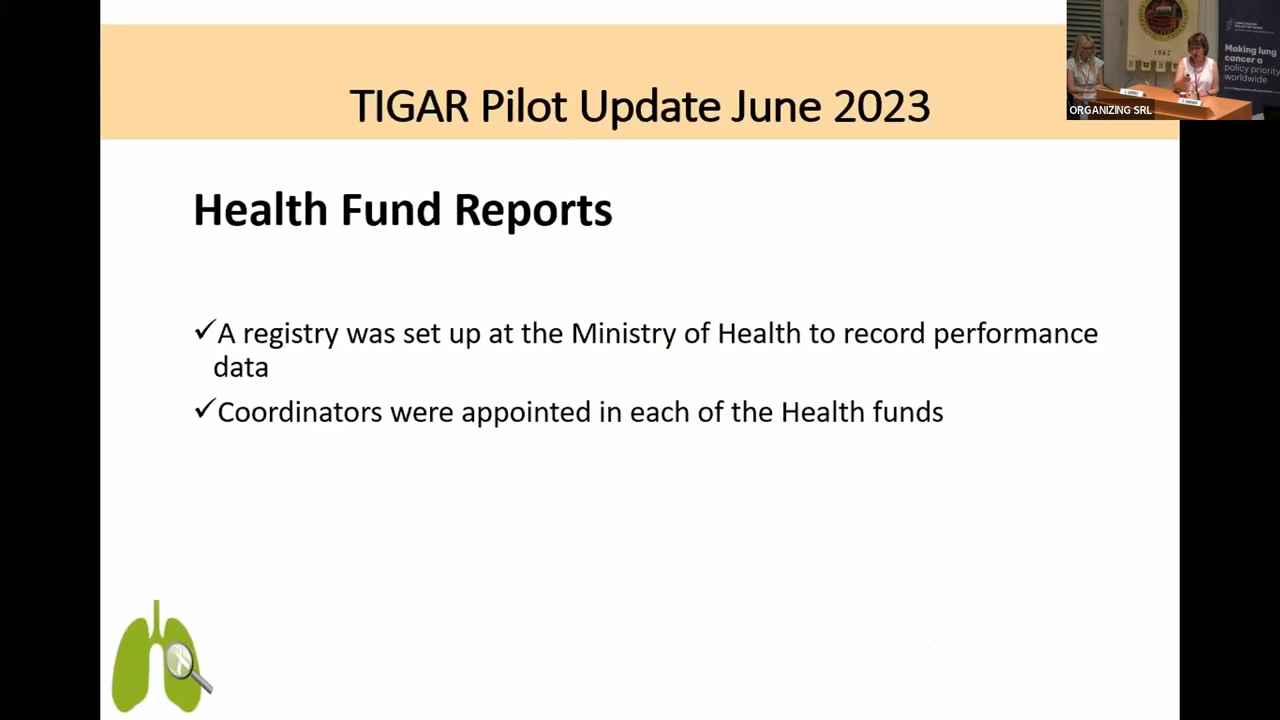 TIGAR Pilot Update June 2023
Health Fund Reports
✓A registry was set up at the Ministry of Health to record performance
data
✓Coordinators were appointed in each of the Health funds
1982
Making lung
cancer a
policy priority
worldwide
ORGANIZING SRL